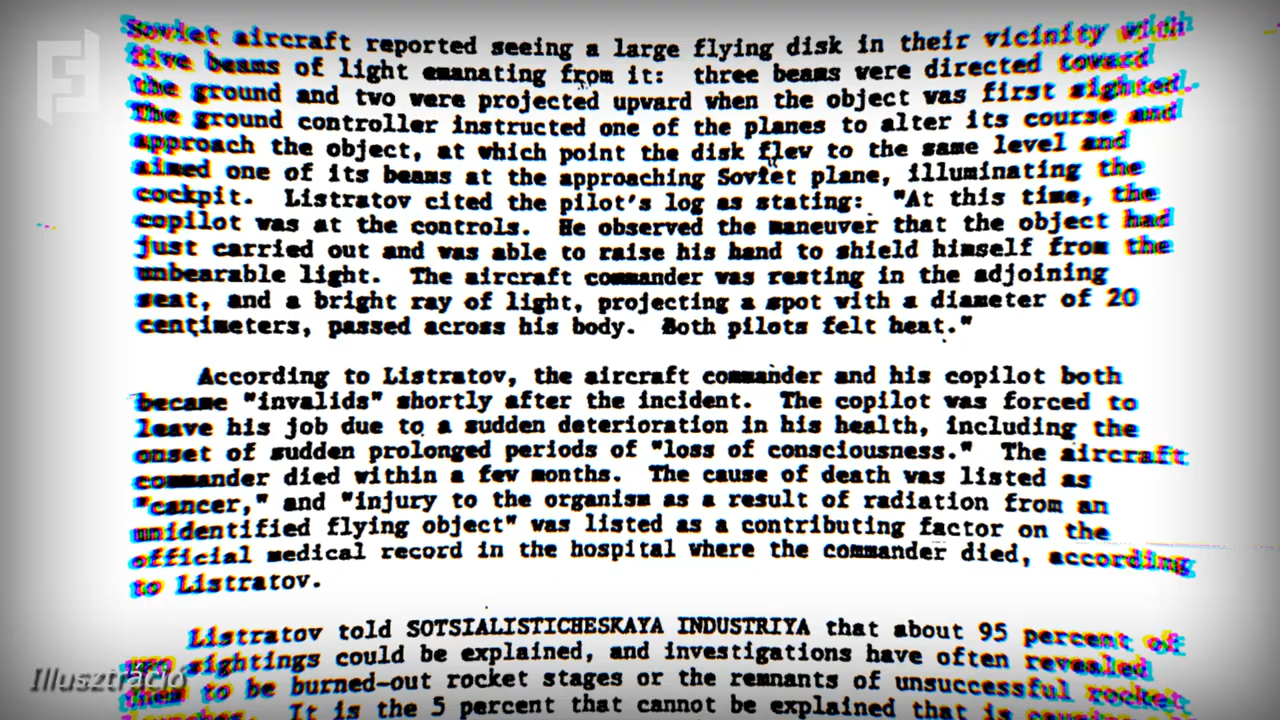 Soviet aircraft reported seeing a large flying disk in their vicinity with
five beams of light emanating from it: three beams were directed toward
the ground and two were projected upward when the object was first sighted.
The ground controller instructed one of the planes to alter its course and
approach the object, at which point the disk flew to the same level and
aimed one of its beams at the approaching Soviet plane, illuminating the
cockpit. Listratov cited the pilot's log as stating: "At this time, the
copilot was at the controls. He observed the maneuver that the object had
just carried out and was able to raise his hand to shield himself from the
unbearable light. The aircraft commander was resting in the adjoining
seat, and a bright ray of light, projecting a spot with a diameter of 20
centimeters, passed across his body. Both pilots felt heat."
According to Listratov, the aircraft commander and his copilot both
became "invalids" shortly after the incident. The copilot was forced to
leave his job due to a sudden deterioration in his health, including the
onset of sudden prolonged periods of "loss of consciousness." The aircraft
commander died within a few months. The cause of death was listed as
"cancer," and "injury to the organism as a result of radiation from an
unidentified flying object" was listed as a contributing factor on the
official medical record in the hospital where the commander died, according
to Listratov.
Listratov told SOTSIALISTICHESKAYA INDUSTRIYA that about 95 percent of
sightings could be explained, and investigations have often revealed
them to be burned-out rocket stages or the remnants of unsuccessful rocket
It is the 5 percent that cannot be explained that is
Illusztráció